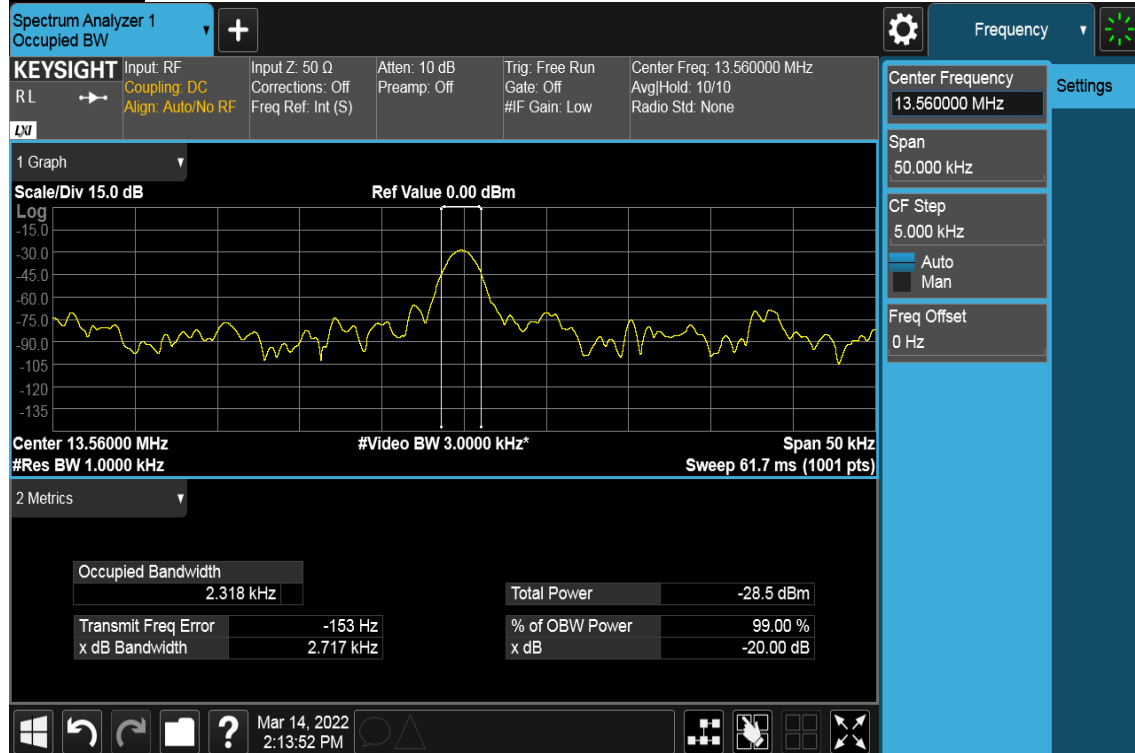 Spectrum Analyzer 1
Occupied BW
+
Frequency
KEYSIGHT
R L
LXI
Input: RF
Coupling: DC
Align: Auto/No RF
Input Z: 50 Ω
Corrections: Off
Freq Ref: Int (S)
Atten: 10 dB
Preamp: Off
Trig: Free Run
Gate: Off
#IF Gain: Low
Center Freq: 13.560000 MHz
Avg|Hold: 10/10
Radio Std: None
Center Frequency
13.560000 MHz
Settings
Span
50.000 kHz
CF Step
5.000 kHz
Auto
Man
Freq Offset
0 Hz
1 Graph
Scale/Div 15.0 dB
Ref Value 0.00 dBm
Log
-15.0
-30.0
-45.0
-60.0
-75.0
-90.0
-105
-120
-135
Center 13.56000 MHz
#Video BW 3.0000 kHz*
Span 50 kHz
#Res BW 1.0000 kHz
Sweep 61.7 ms (1001 pts)
2 Metrics
Occupied Bandwidth
2.318 kHz
Total Power -28.5 dBm
Transmit Freq Error -153 Hz
% of OBW Power 99.00 %
x dB Bandwidth 2.717 kHz
x dB -20.00 dB
?
Mar 14, 2022
2:13:52 PM